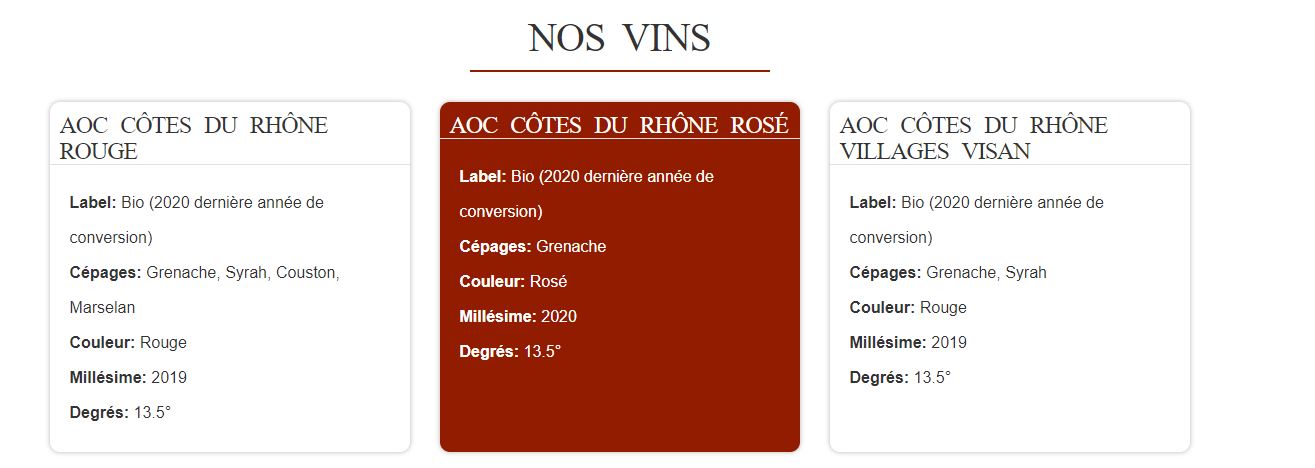 NOS VINS
AOC CÔTES DU RHÔNE
ROUGE
Label: Bio (2020 dernière année de
conversion)
Cépages: Grenache, Syrah, Couston,
Marselan
Couleur: Rouge
Millésime: 2019
Degrés: 13.5°
AOC CÔTES DU RHÔNE ROSÉ
Label: Bio (2020 dernière année de
conversion)
Cépages: Grenache
Couleur: Rosé
Millésime: 2020
Degrés: 13.5°
AOC CÔTES DU RHÔNE
VILLAGES VISAN
Label: Bio (2020 dernière année de
conversion)
Cépages: Grenache, Syrah
Couleur: Rouge
Millésime: 2019
Degrés: 13.5°